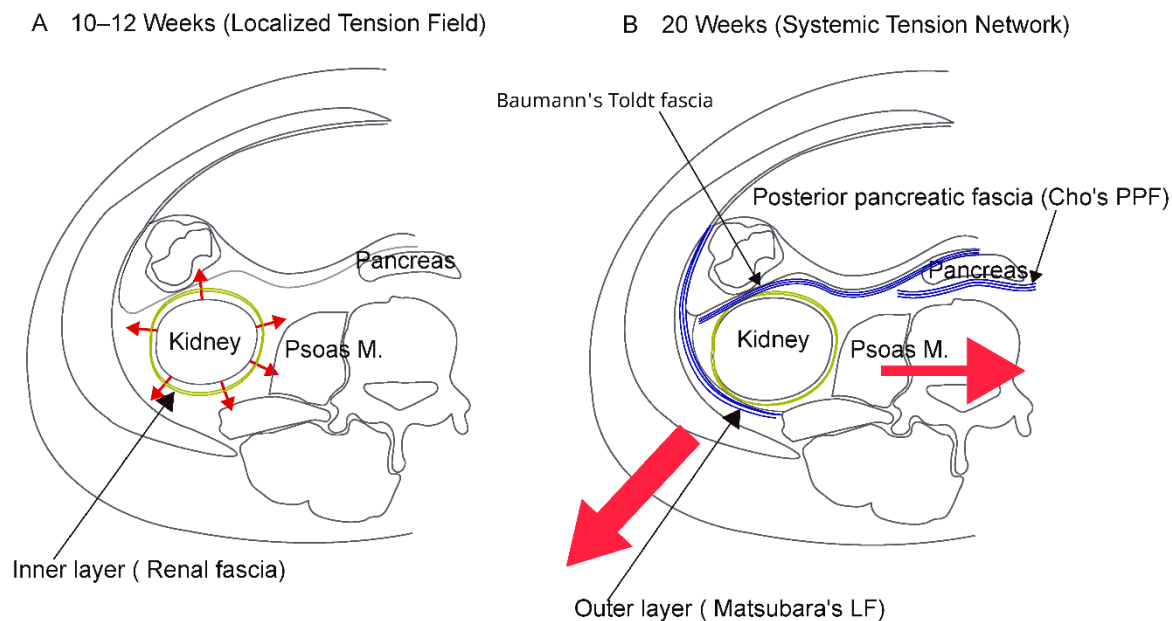 A 10–12 Weeks (Localized Tension Field)
Pancreas
Kidney
Psoas M.
Inner layer ( Renal fascia)
B 20 Weeks (Systemic Tension Network)
Baumann's Toldt fascia
Posterior pancreatic fascia (Cho's PPF)
Pancreas
Kidney
Psoas M.
Outer layer ( Matsubara's LF)